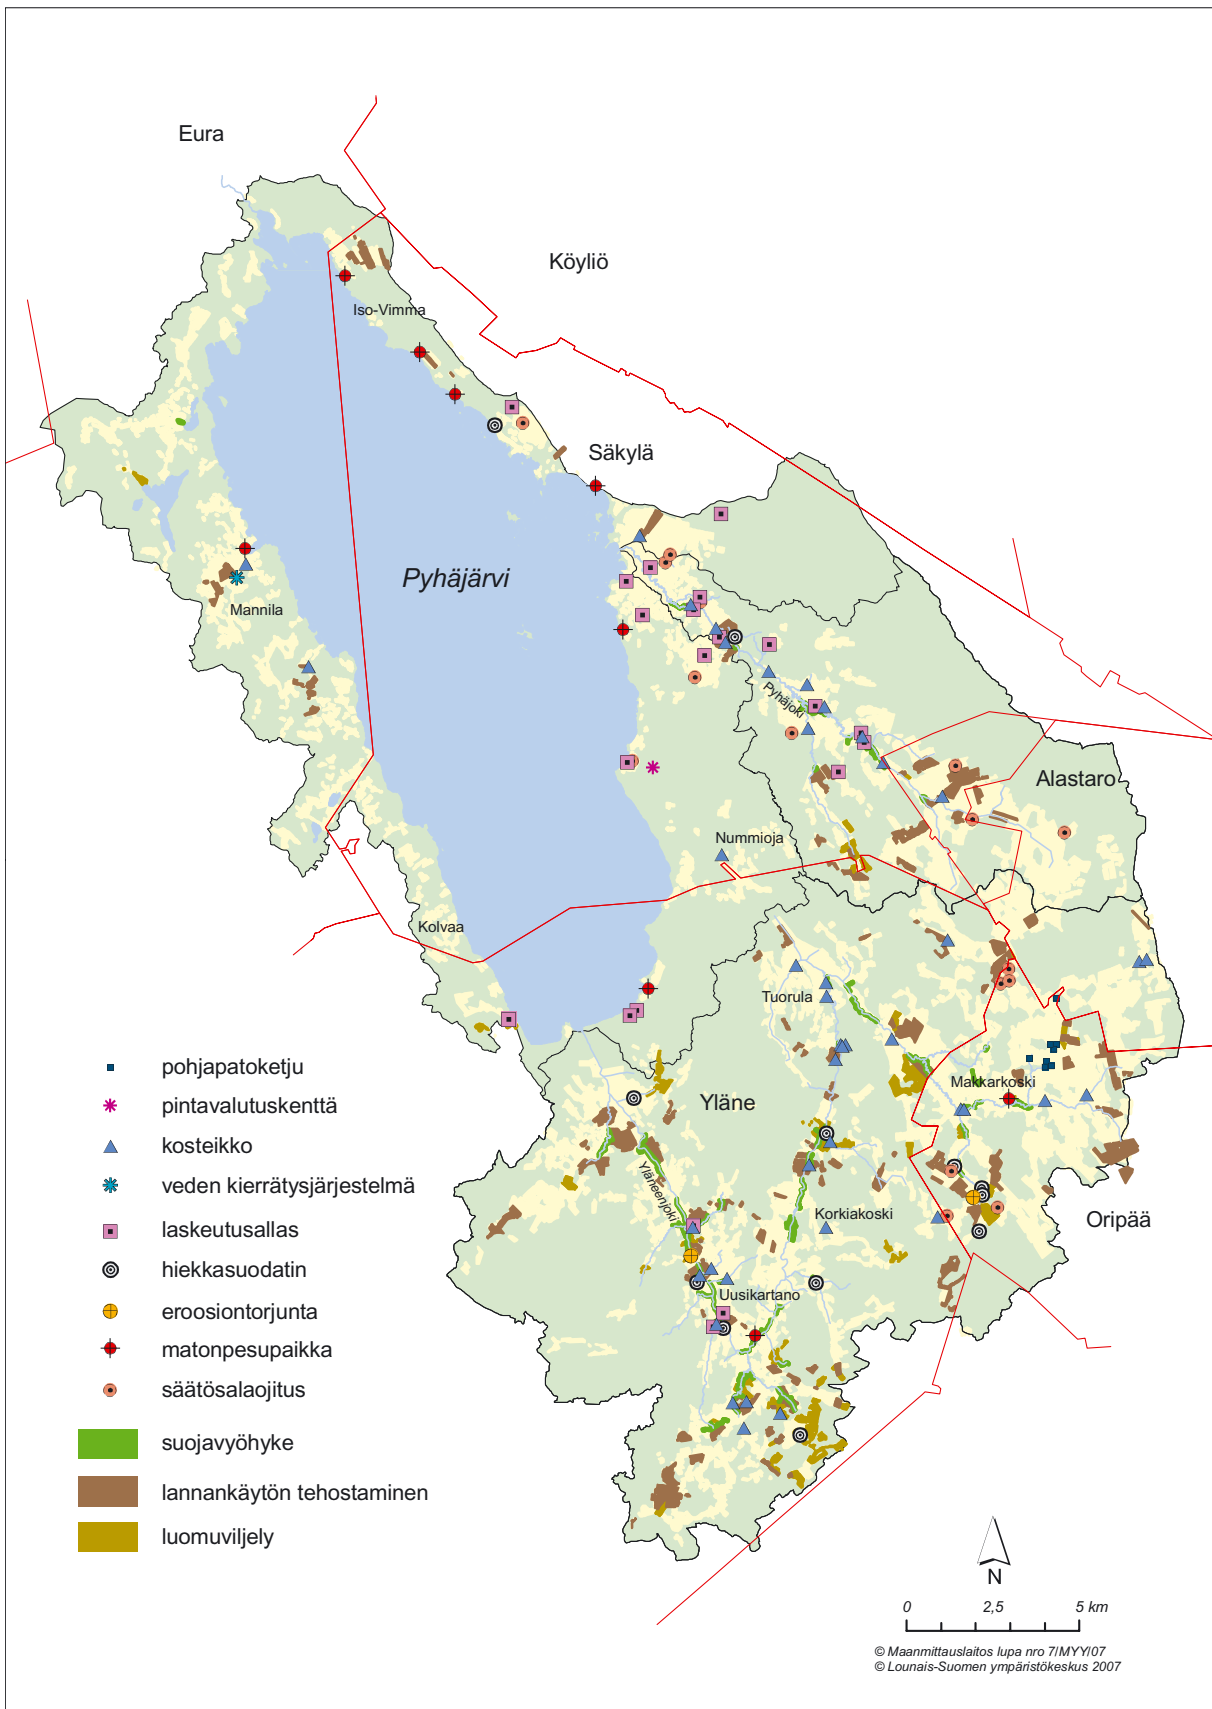 Eura
Köyliö
Iso-Vimma
Säkylä
Pyhäjärvi
Mannila
Pyhäjoki
Alastaro
Nummioja
Kolvaa
Tuorula
Makkarkoski
Yläne
Yläneenjoki
Korkiakoski
Oripää
Uusikartano
pohjapatoketju
pintavalutuskenttä
kosteikko
veden kierrätysjärjestelmä
laskeutusallas
hiekkasuodatin
eroosiontorjunta
matonpesupaikka
säätösalaojitus
suojavyöhyke
lannankäytön tehostaminen
luomuviljely
N
0 2,5 5 km
© Maanmittauslaitos lupa nro 7/MYY/07
© Lounais-Suomen ympäristökeskus 2007